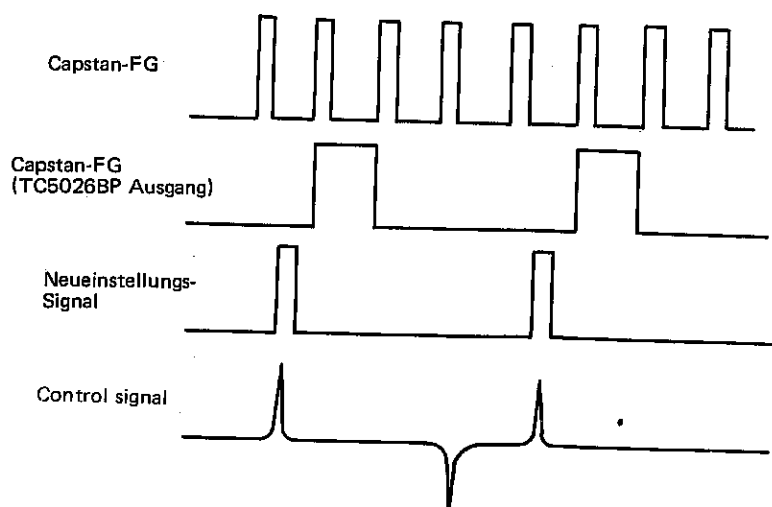 Capstan-FG
Capstan-FG
(TC5026BP Ausgang)
Neueinstellungs-
Signal
Control signal